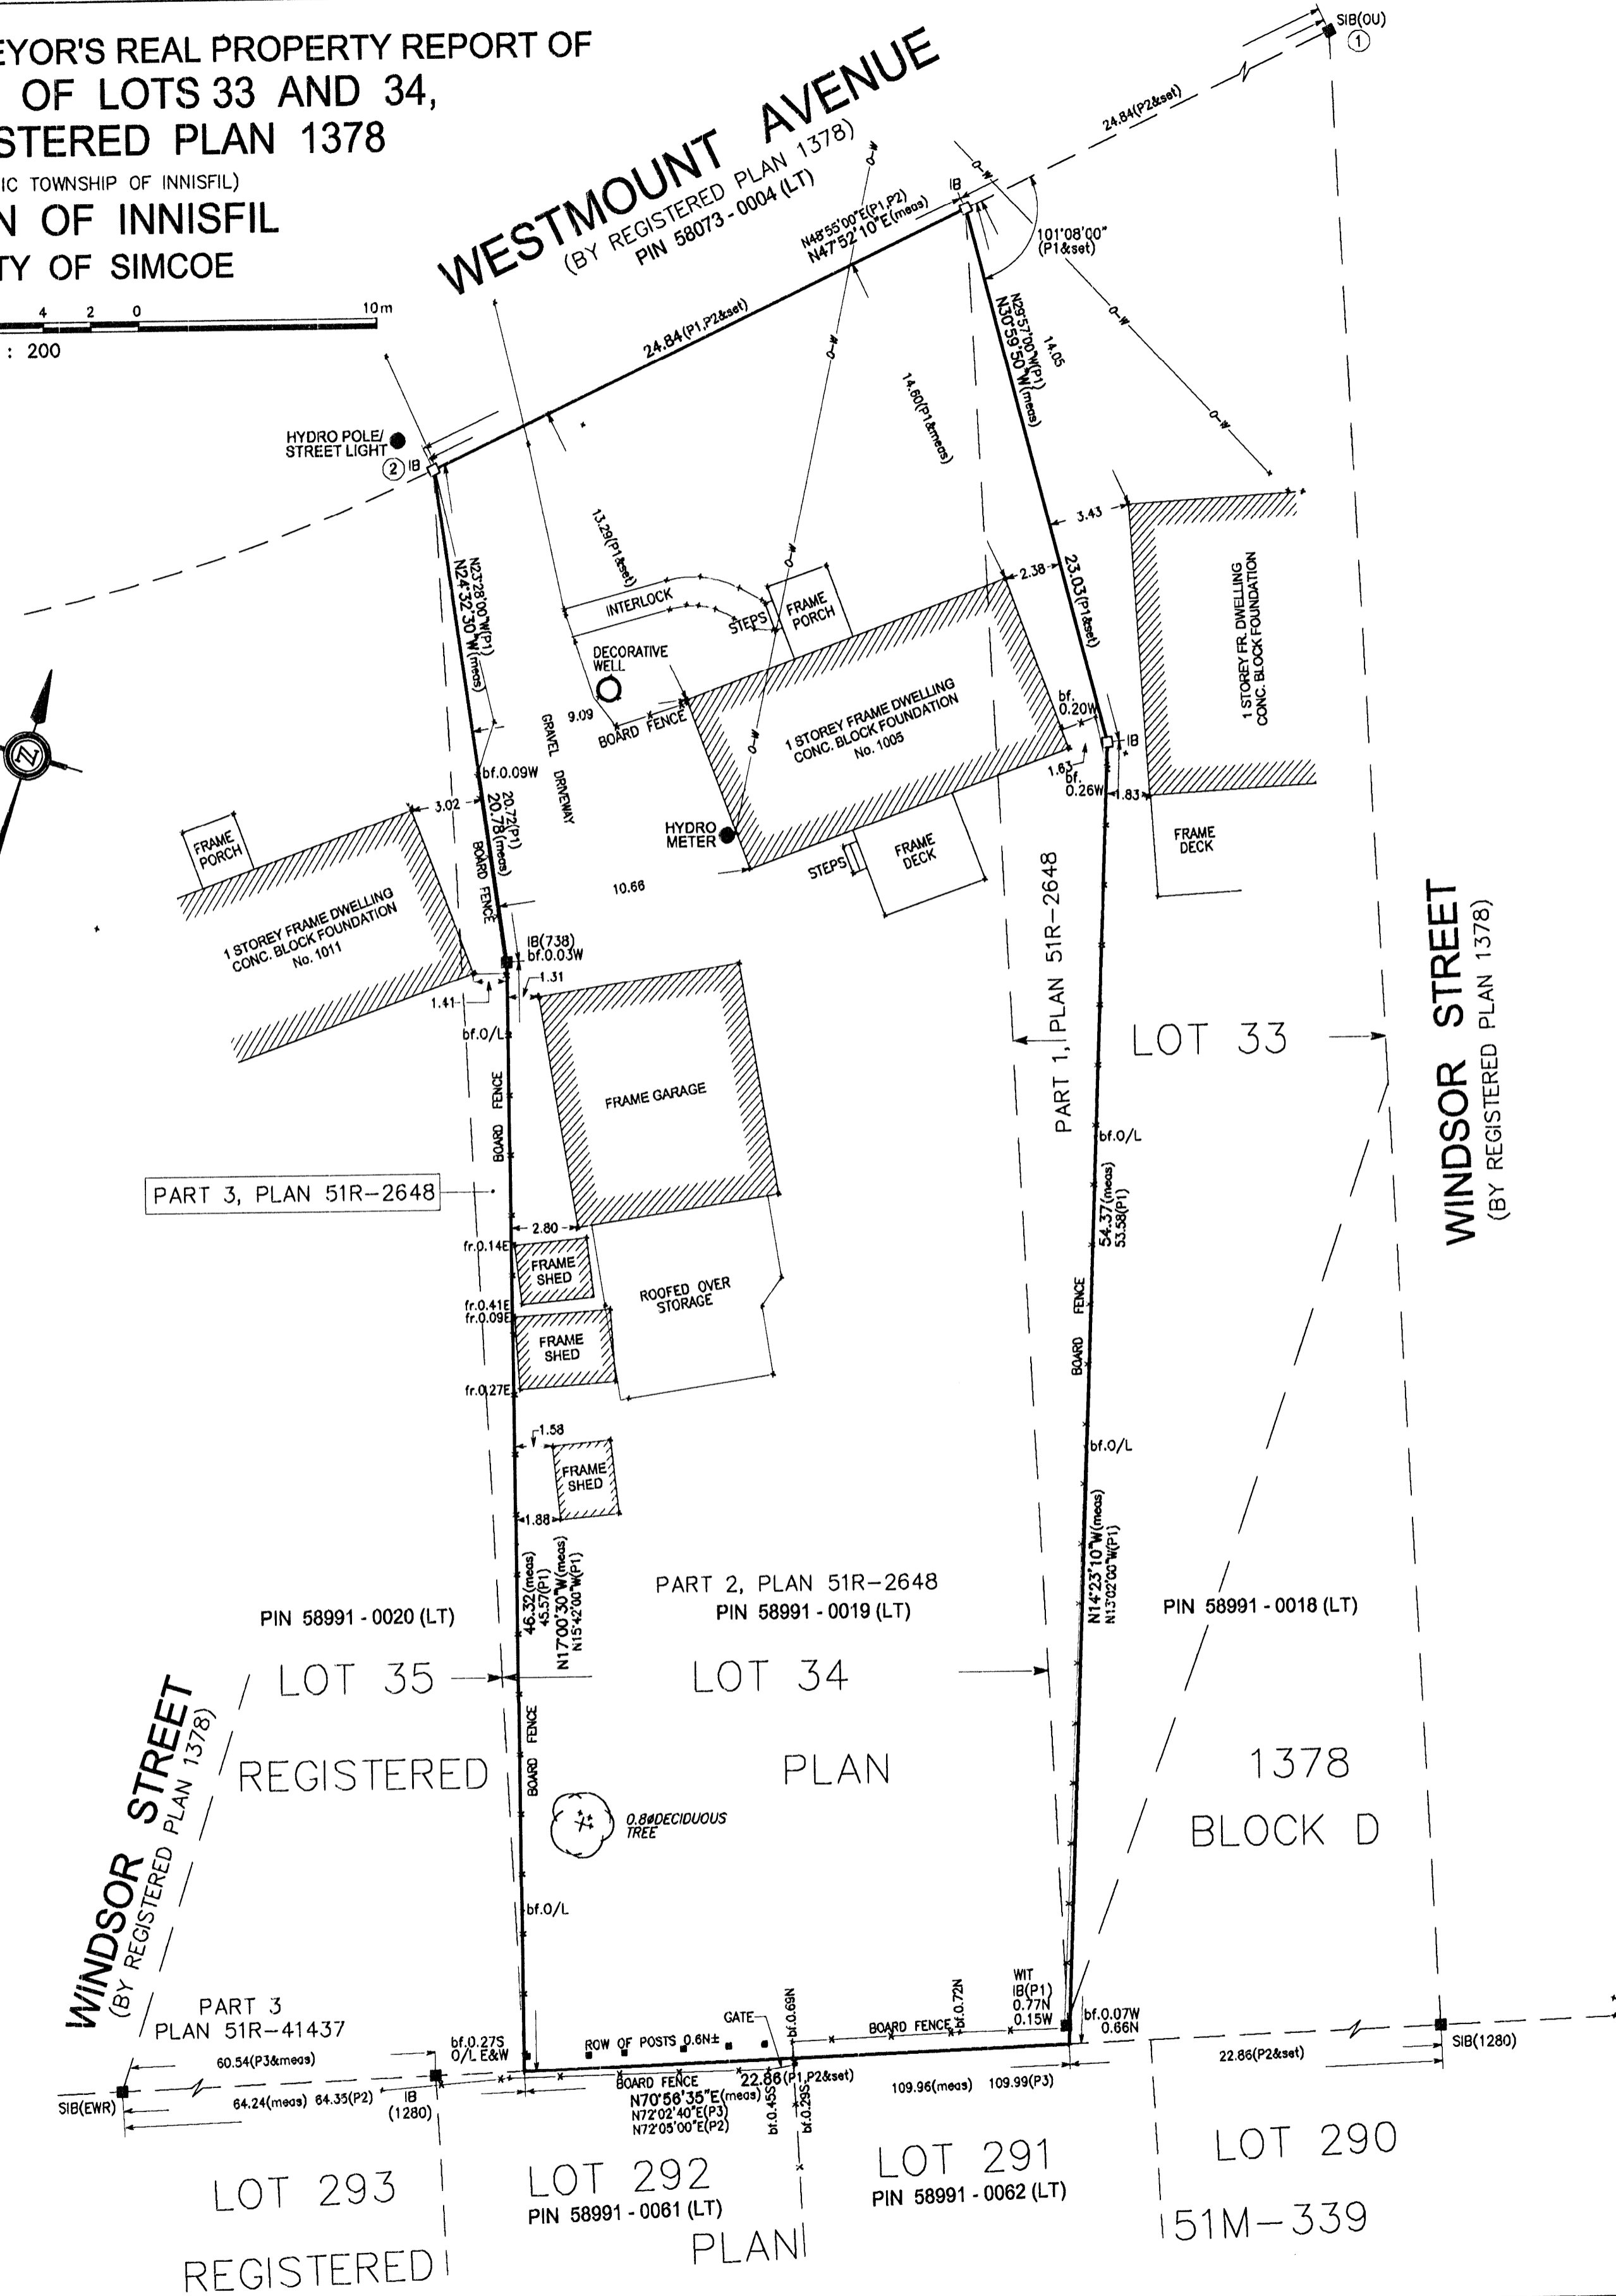 EYOR'S REAL PROPERTY REPORT OF
OF LOTS 33 AND 34,
STERED PLAN 1378
IC TOWNSHIP OF INNISFIL)
N OF INNISFIL
TY OF SIMCOE
4 2 0 10m
: 200
WESTMOUNT AVENUE
(BY REGISTERED PLAN 1378)
PIN 58073 - 0004 (LT)
SIB(OU)
1
24.84(P2&set)
N48°55'00"E(P1,P2)
N47°52'10"E(meas)
IB
101°08'00"
(P1&set)
24.84(P1,P2&set)
N29°57'00"W(P1)
N30°59'50"W(meas)
14.05
14.60(P1&meas)
HYDRO POLE/
STREET LIGHT
2 IB
N23°28'00"W(P1)
N24°32'30"W(meas)
13.29(P1&set)
INTERLOCK
STEPS
FRAME
PORCH
3.43
2.38
23.03(P1&set)
1 STOREY FR. DWELLING
CONC. BLOCK FOUNDATION
DECORATIVE
WELL
9.09
BOARD FENCE
1 STOREY FRAME DWELLING
CONC. BLOCK FOUNDATION
No. 1005
bf.
0.20W
IB
1.63
bf.
0.26W
1.83
GRAVEL DRIVEWAY
bf.0.09W
3.02
20.72(P1)
20.78(meas)
BOARD FENCE
FRAME
PORCH
HYDRO
METER
STEPS
FRAME
DECK
FRAME
DECK
10.66
1 STOREY FRAME DWELLING
CONC. BLOCK FOUNDATION
No. 1011
IB(738)
bf.0.03W
1.31
1.41
bf.O/L
BOARD FENCE
FRAME GARAGE
PART 1, PLAN 51R-2648
LOT 33
WINDSOR STREET
(BY REGISTERED PLAN 1378)
bf.O/L
PART 3, PLAN 51R-2648
54.37(meas)
53.58(P1)
2.80
fr.0.14E
FRAME
SHED
ROOFED OVER
STORAGE
fr.0.41E
fr.0.09E
FRAME
SHED
BOARD FENCE
fr.0.27E
1.58
FRAME
SHED
bf.O/L
1.88
46.32(meas)
45.57(P1)
N17°00'30"W(meas)
N15°42'00"W(P1)
N14°23'10"W(meas)
N13°02'00"W(P1)
PART 2, PLAN 51R-2648
PIN 58991 - 0020 (LT)
PIN 58991 - 0019 (LT)
PIN 58991 - 0018 (LT)
LOT 35
LOT 34
WINDSOR STREET
(BY REGISTERED PLAN 1378)
BOARD FENCE
REGISTERED
PLAN
1378
BLOCK D
0.8øDECIDUOUS
TREE
bf.O/L
PART 3
PLAN 51R-41437
60.54(P3&meas)
bf.0.27S
O/L E&W
ROW OF POSTS 0.6N±
GATE
bf.0.69N
BOARD FENCE
bf.0.72N
WIT
IB(P1)
0.77N
0.15W
bf.0.07W
0.66N
SIB(1280)
22.86(P2&set)
SIB(EWR)
64.24(meas) 64.35(P2)
IB
(1280)
BOARD FENCE
22.86(P1,P2&set)
N70°56'35"E(meas)
N72°02'40"E(P3)
N72°05'00"E(P2)
bf.0.45S
bf.0.29S
109.96(meas) 109.99(P3)
LOT 293
LOT 292
PIN 58991 - 0061 (LT)
LOT 291
PIN 58991 - 0062 (LT)
LOT 290
REGISTERED
PLAN
51M-339